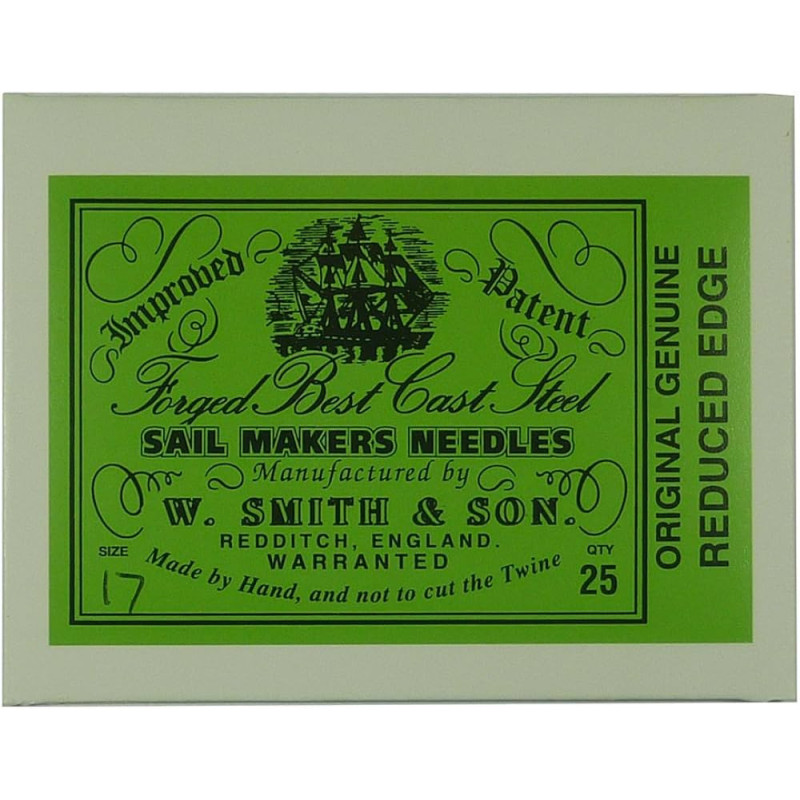 Improved
Patent
Forged Best Cast Steel
SAIL MAKERS NEEDLES
Manufactured by
W. SMITH & SON.
REDDITCH, ENGLAND.
WARRANTED
Made by Hand, and not to cut the Twine
SIZE
17
QTY
25
ORIGINAL GENUINE
REDUCED EDGE